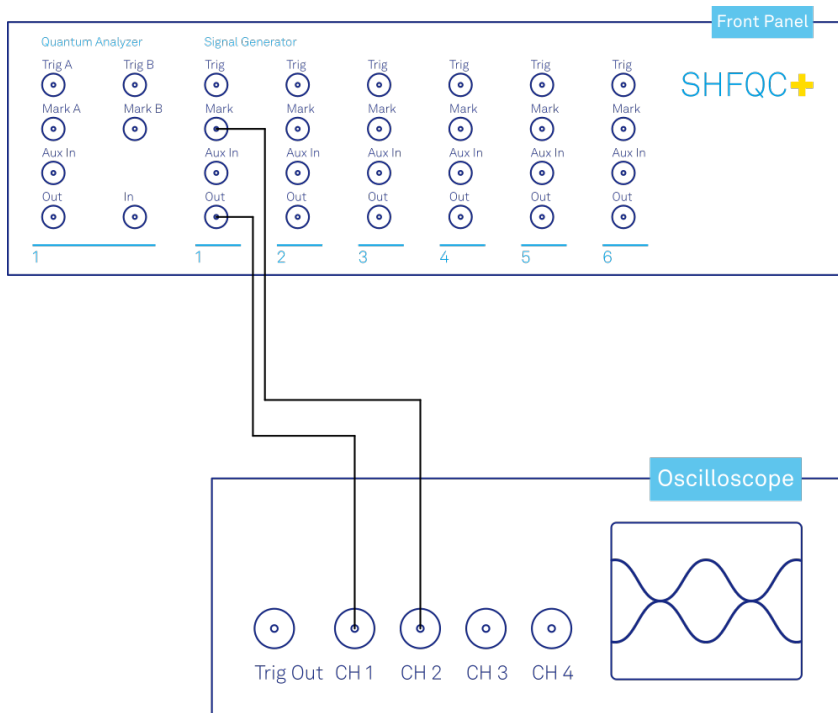 Front Panel
Quantum Analyzer Signal Generator
SHFQC+
Trig A Trig B Trig Trig Trig Trig Trig Trig
Mark A Mark B Mark Mark Mark Mark Mark Mark
Aux In Aux In Aux In Aux In Aux In Aux In Aux In
Out In Out Out Out Out Out Out
1 1 2 3 4 5 6
Oscilloscope
Trig Out CH 1 CH 2 CH 3 CH 4